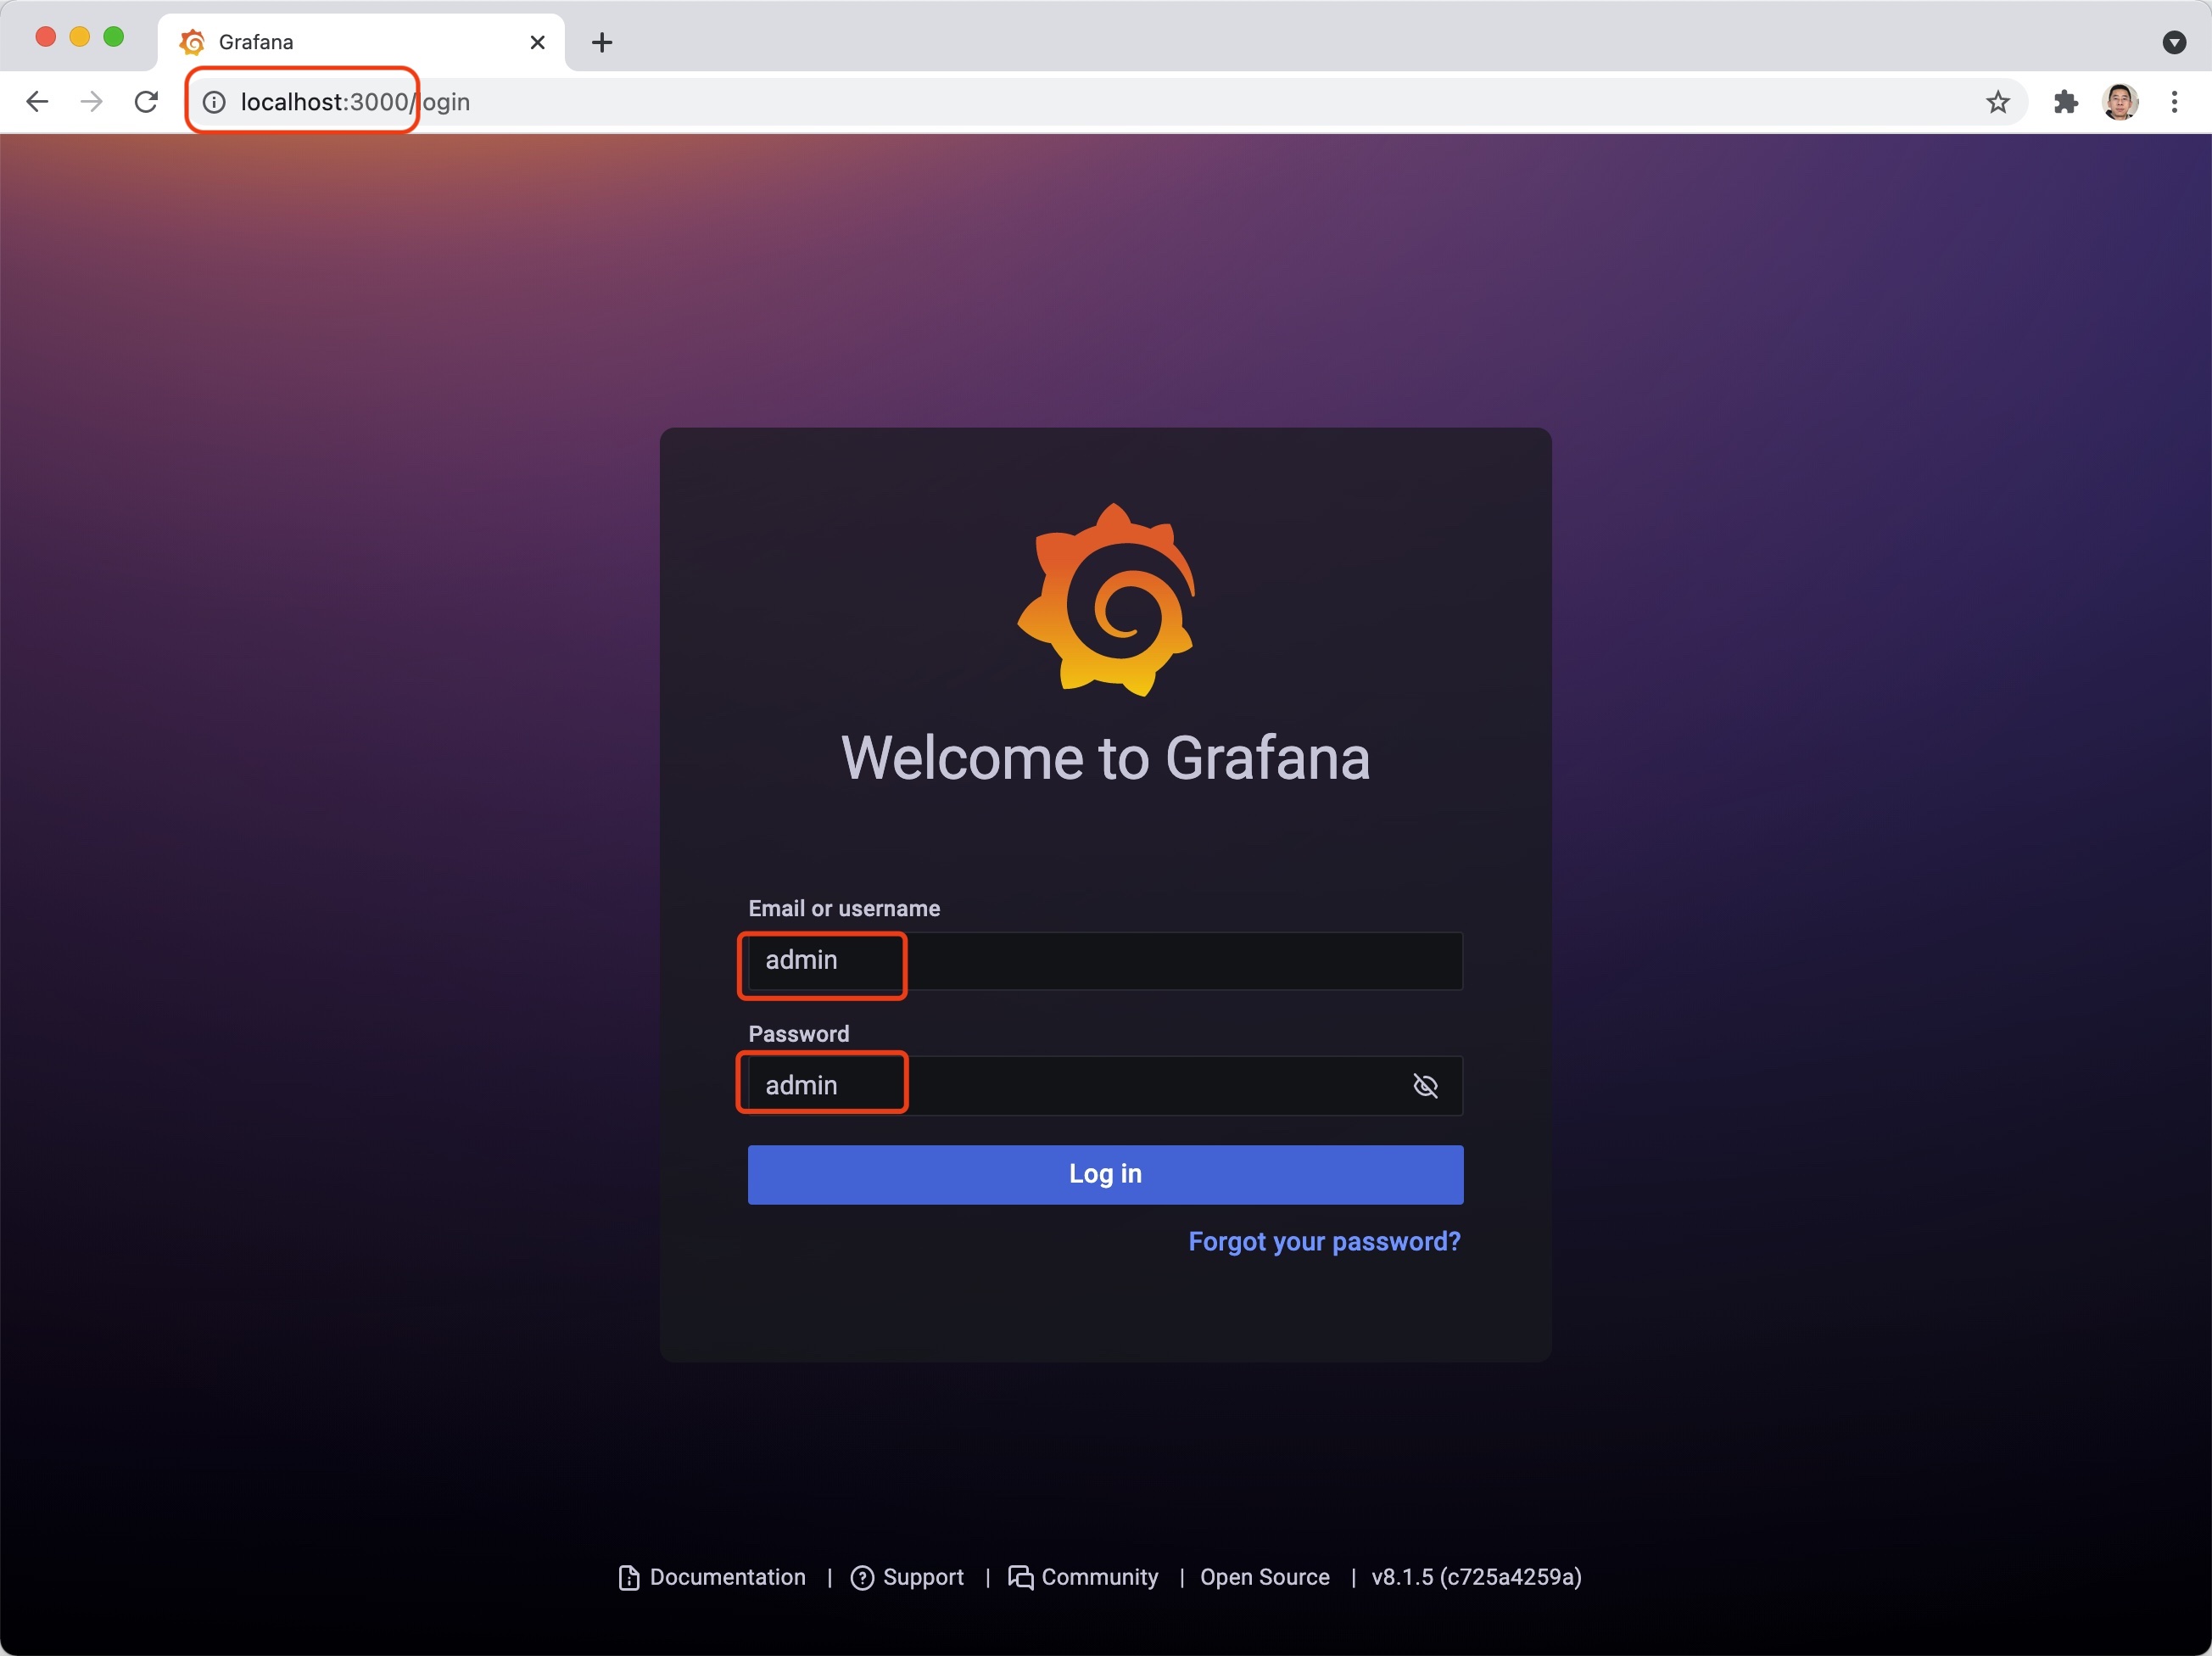 Grafana
localhost:3000/login
Welcome to Grafana
Email or username
admin
Password
admin
Log in
Forgot your password?
Documentation | Support | Community | Open Source | v8.1.5 (c725a4259a)